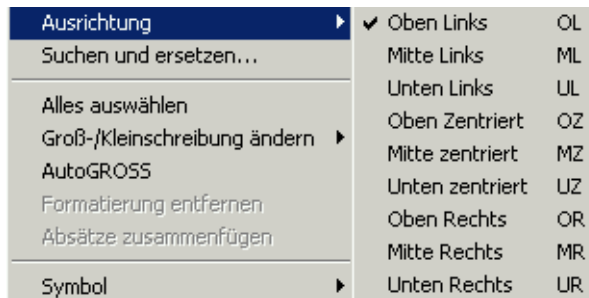 Ausrichtung
Suchen und ersetzen...
Alles auswählen
Groß-/Kleinschreibung ändern
AutoGROSS
Formatierung entfernen
Absätze zusammenfügen
Symbol
Oben Links OL
Mitte Links ML
Unten Links UL
Oben Zentriert OZ
Mitte zentriert MZ
Unten zentriert UZ
Oben Rechts OR
Mitte Rechts MR
Unten Rechts UR